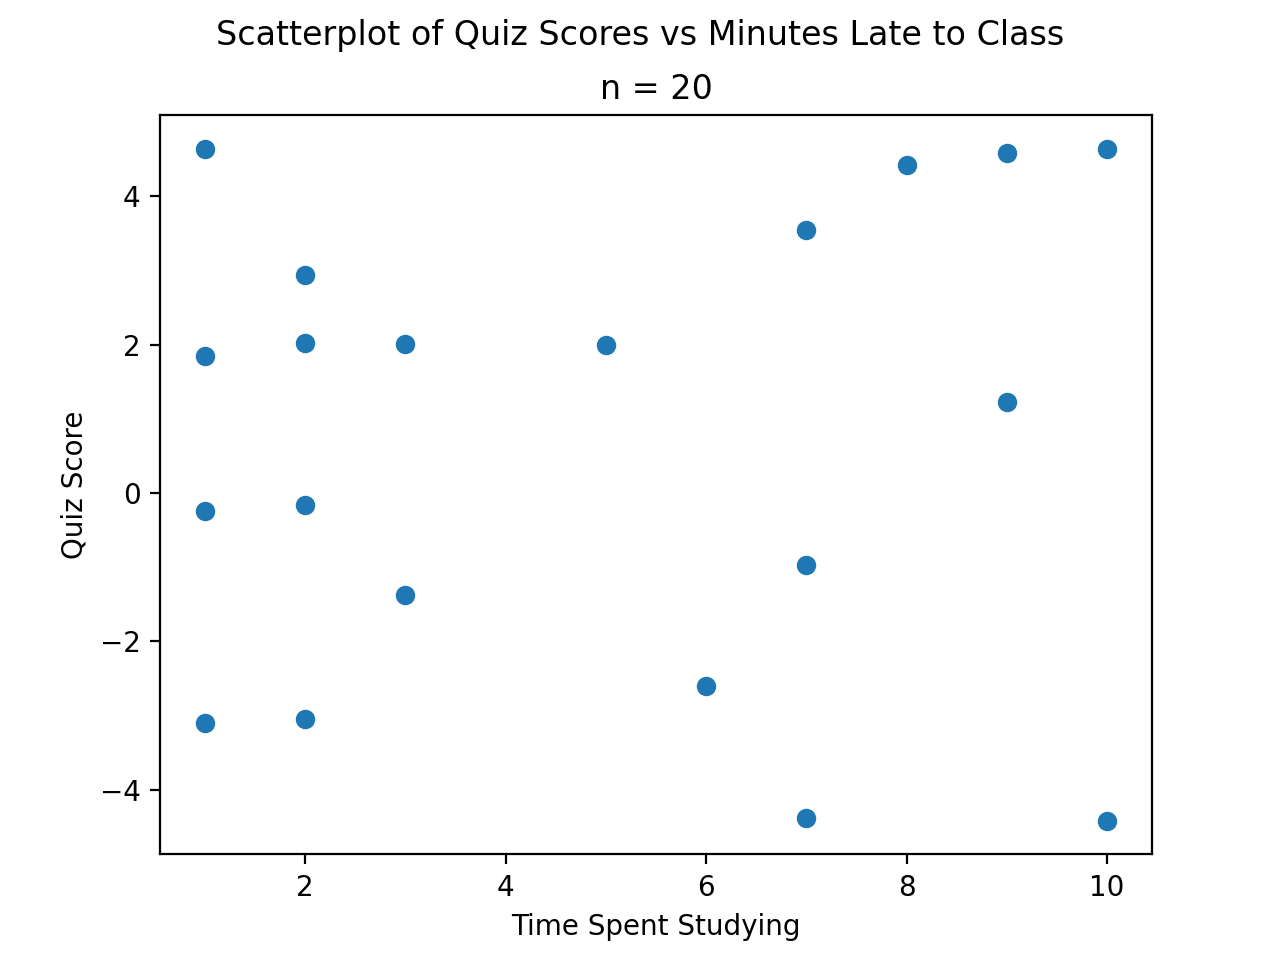 Scatterplot of Quiz Scores vs Minutes Late to Class
n = 20
4
2
0
−2
−4
Quiz Score
2 4 6 8 10
Time Spent Studying